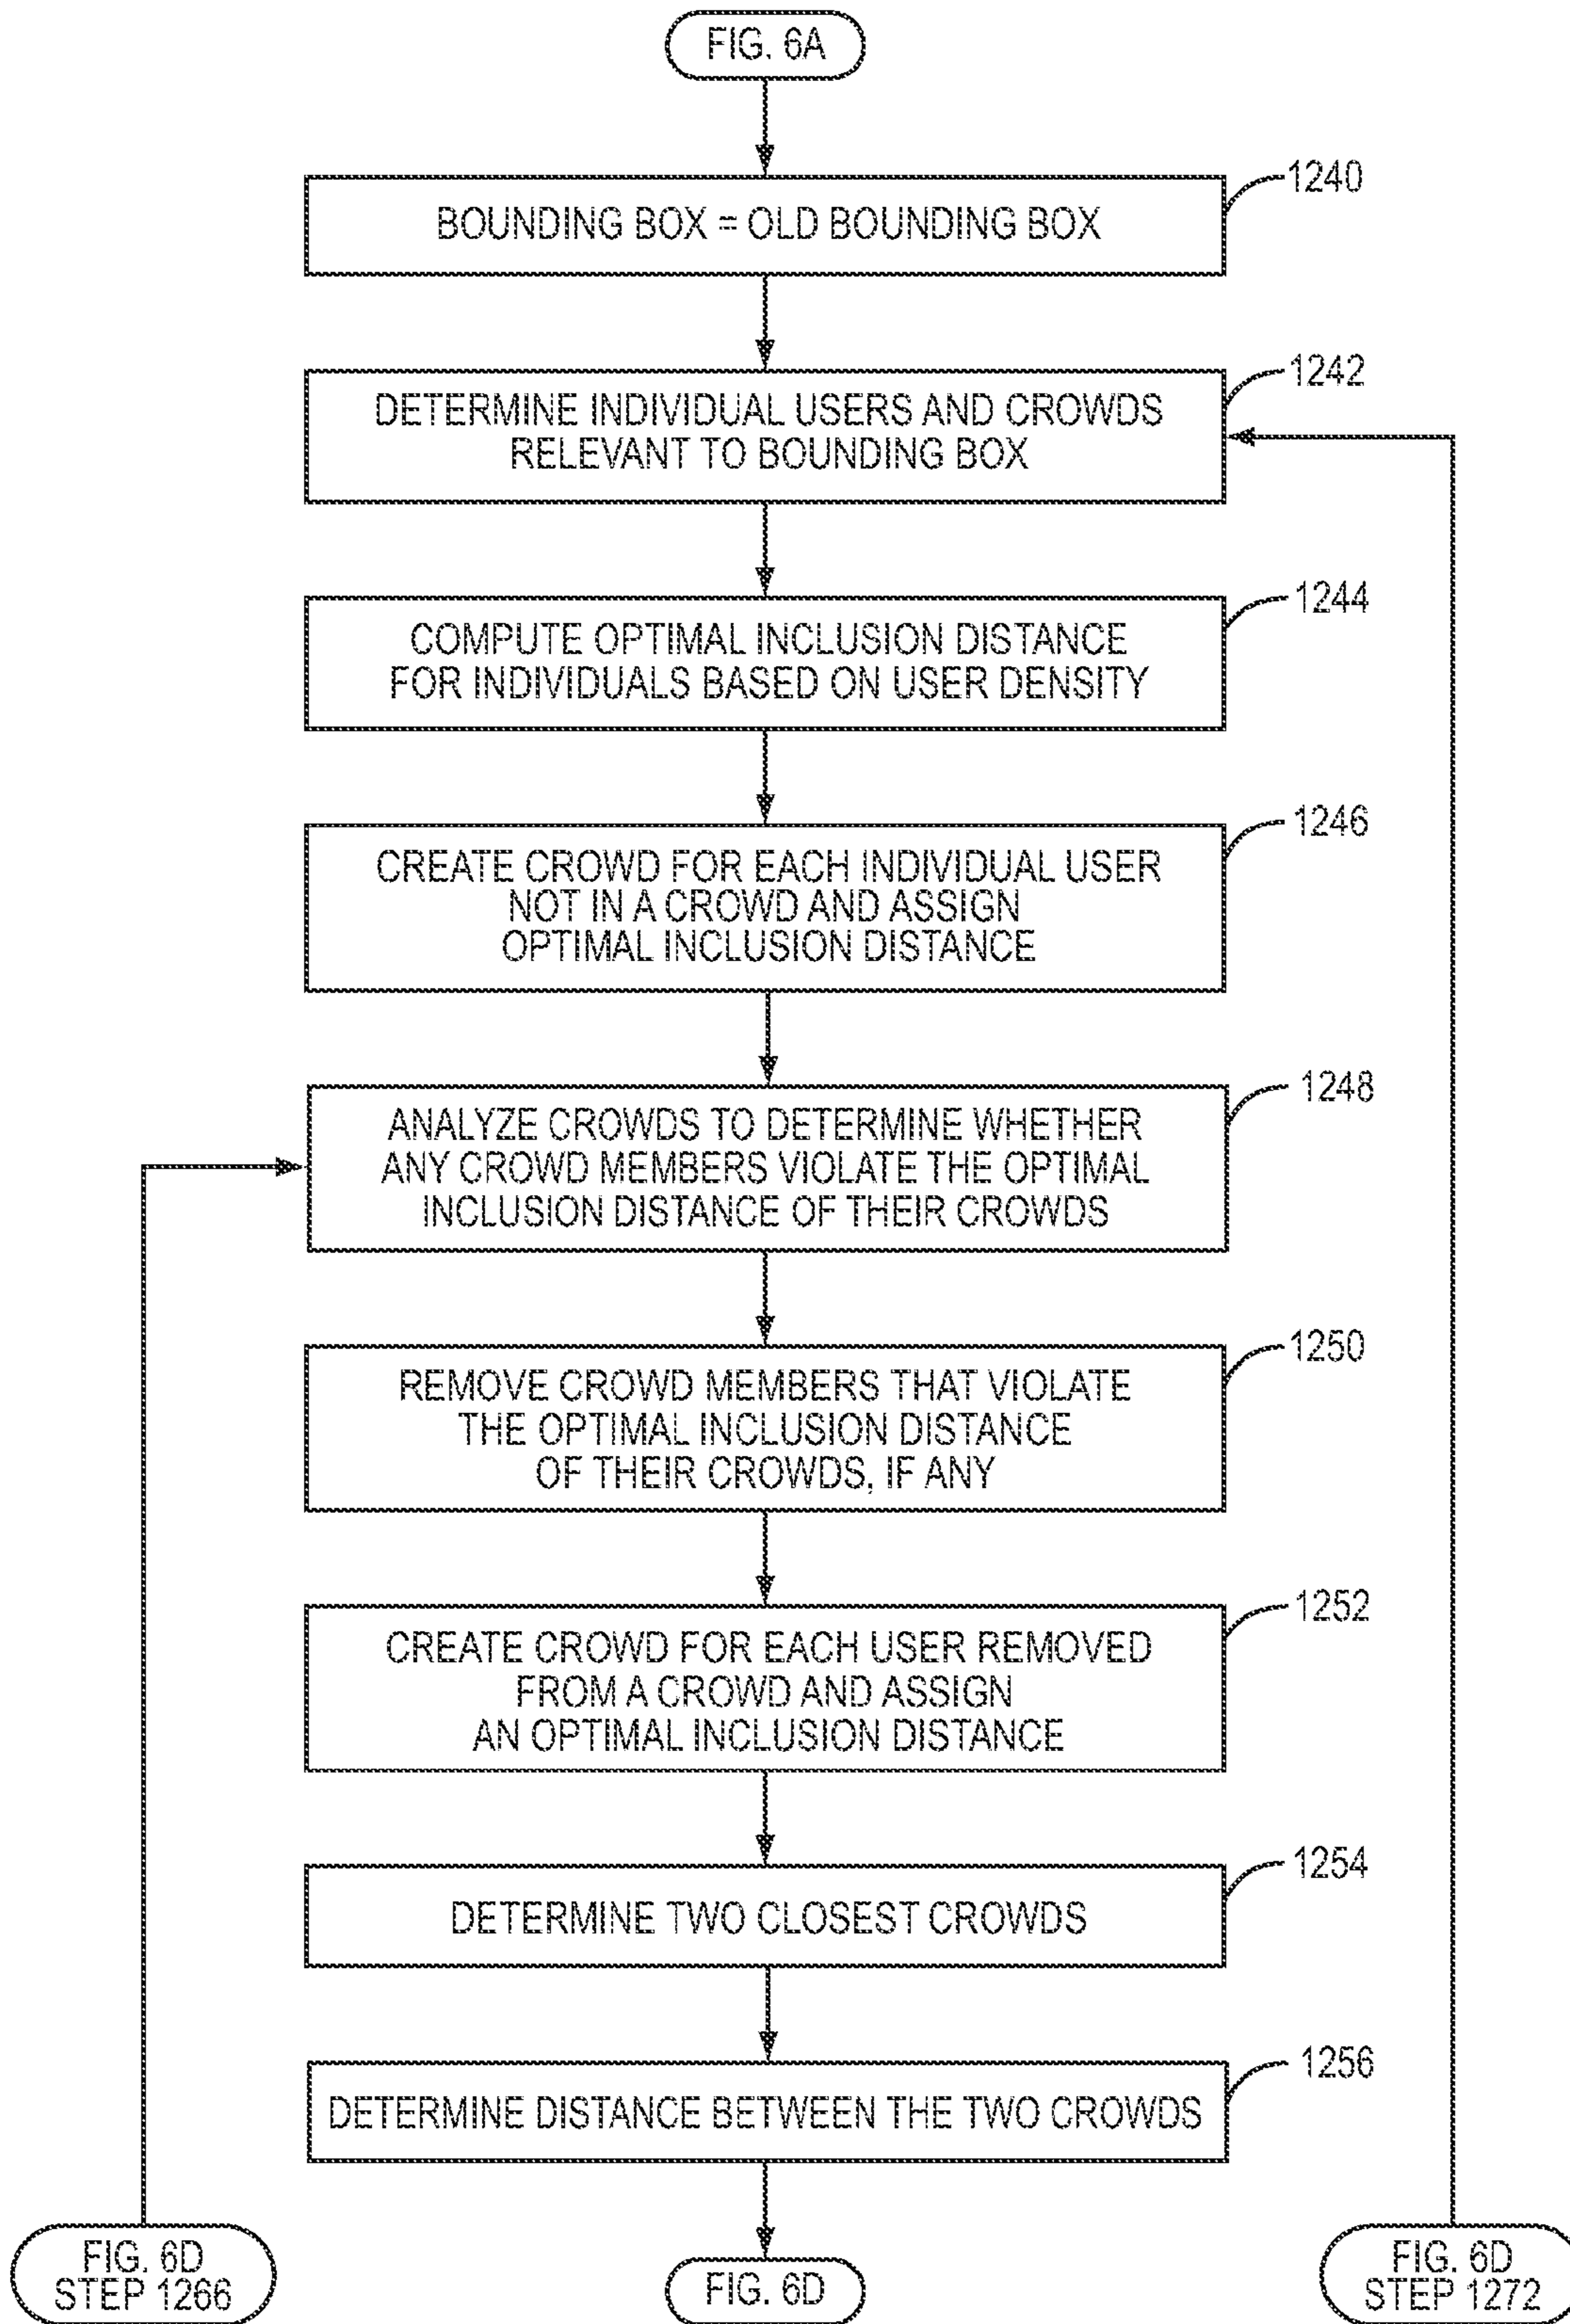 FIG. 6A
1240
BOUNDING BOX = OLD BOUNDING BOX
1242
DETERMINE INDIVIDUAL USERS AND CROWDS
RELEVANT TO BOUNDING BOX
1244
COMPUTE OPTIMAL INCLUSION DISTANCE
FOR INDIVIDUALS BASED ON USER DENSITY
1246
CREATE CROWD FOR EACH INDIVIDUAL USER
NOT IN A CROWD AND ASSIGN
OPTIMAL INCLUSION DISTANCE
1248
ANALYZE CROWDS TO DETERMINE WHETHER
ANY CROWD MEMBERS VIOLATE THE OPTIMAL
INCLUSION DISTANCE OF THEIR CROWDS
1250
REMOVE CROWD MEMBERS THAT VIOLATE
THE OPTIMAL INCLUSION DISTANCE
OF THEIR CROWDS, IF ANY
1252
CREATE CROWD FOR EACH USER REMOVED
FROM A CROWD AND ASSIGN
AN OPTIMAL INCLUSION DISTANCE
1254
DETERMINE TWO CLOSEST CROWDS
1256
DETERMINE DISTANCE BETWEEN THE TWO CROWDS
FIG. 6D
STEP 1266
FIG. 6D
FIG. 6D
STEP 1272